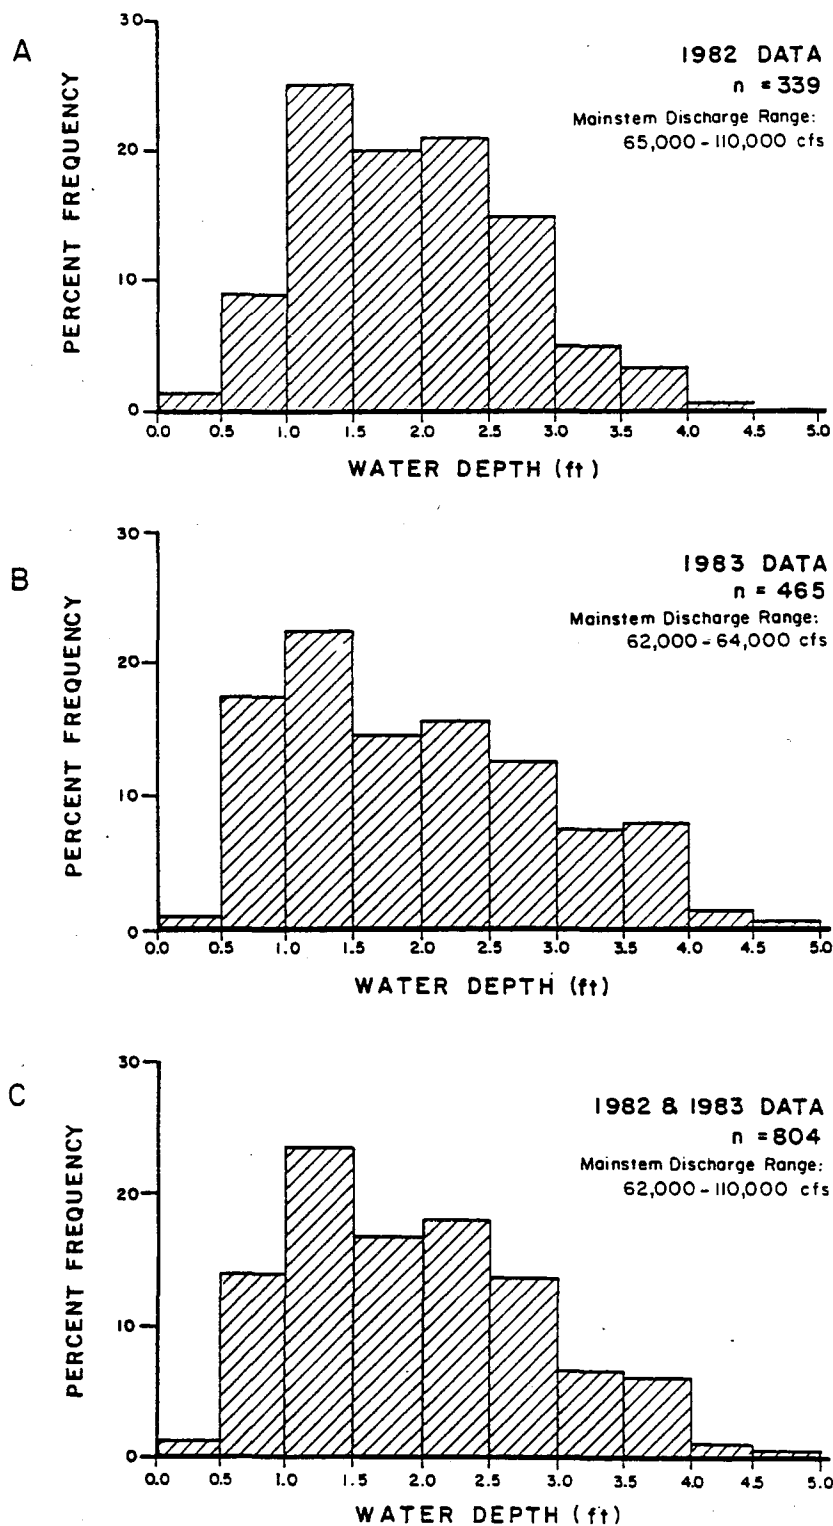 A
1982 DATA
n = 339
Mainstem Discharge Range:
65,000-110,000 cfs
PERCENT FREQUENCY
30
20
10
0
0.0 0.5 1.0 1.5 2.0 2.5 3.0 3.5 4.0 4.5 5.0
WATER DEPTH (ft)
B
1983 DATA
n = 465
Mainstem Discharge Range:
62,000-64,000 cfs
PERCENT FREQUENCY
30
20
10
0
0.0 0.5 1.0 1.5 2.0 2.5 3.0 3.5 4.0 4.5 5.0
WATER DEPTH (ft)
C
1982 & 1983 DATA
n = 804
Mainstem Discharge Range:
62,000-110,000 cfs
PERCENT FREQUENCY
30
20
10
0
0.0 0.5 1.0 1.5 2.0 2.5 3.0 3.5 4.0 4.5 5.0
WATER DEPTH (ft)